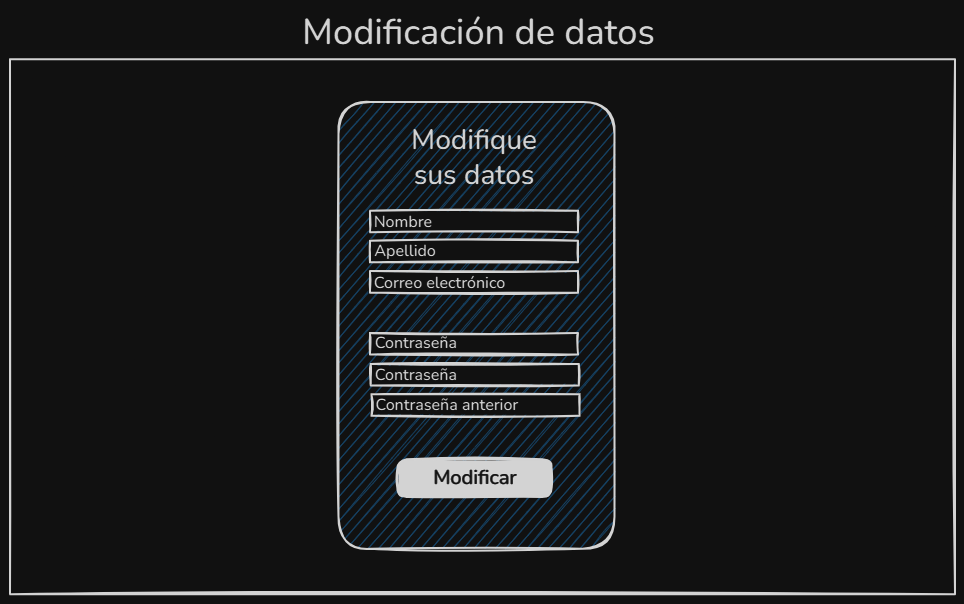 Modificación de datos
Modifique
sus datos
Nombre
Apellido
Correo electrónico
Contraseña
Contraseña
Contraseña anterior
Modificar